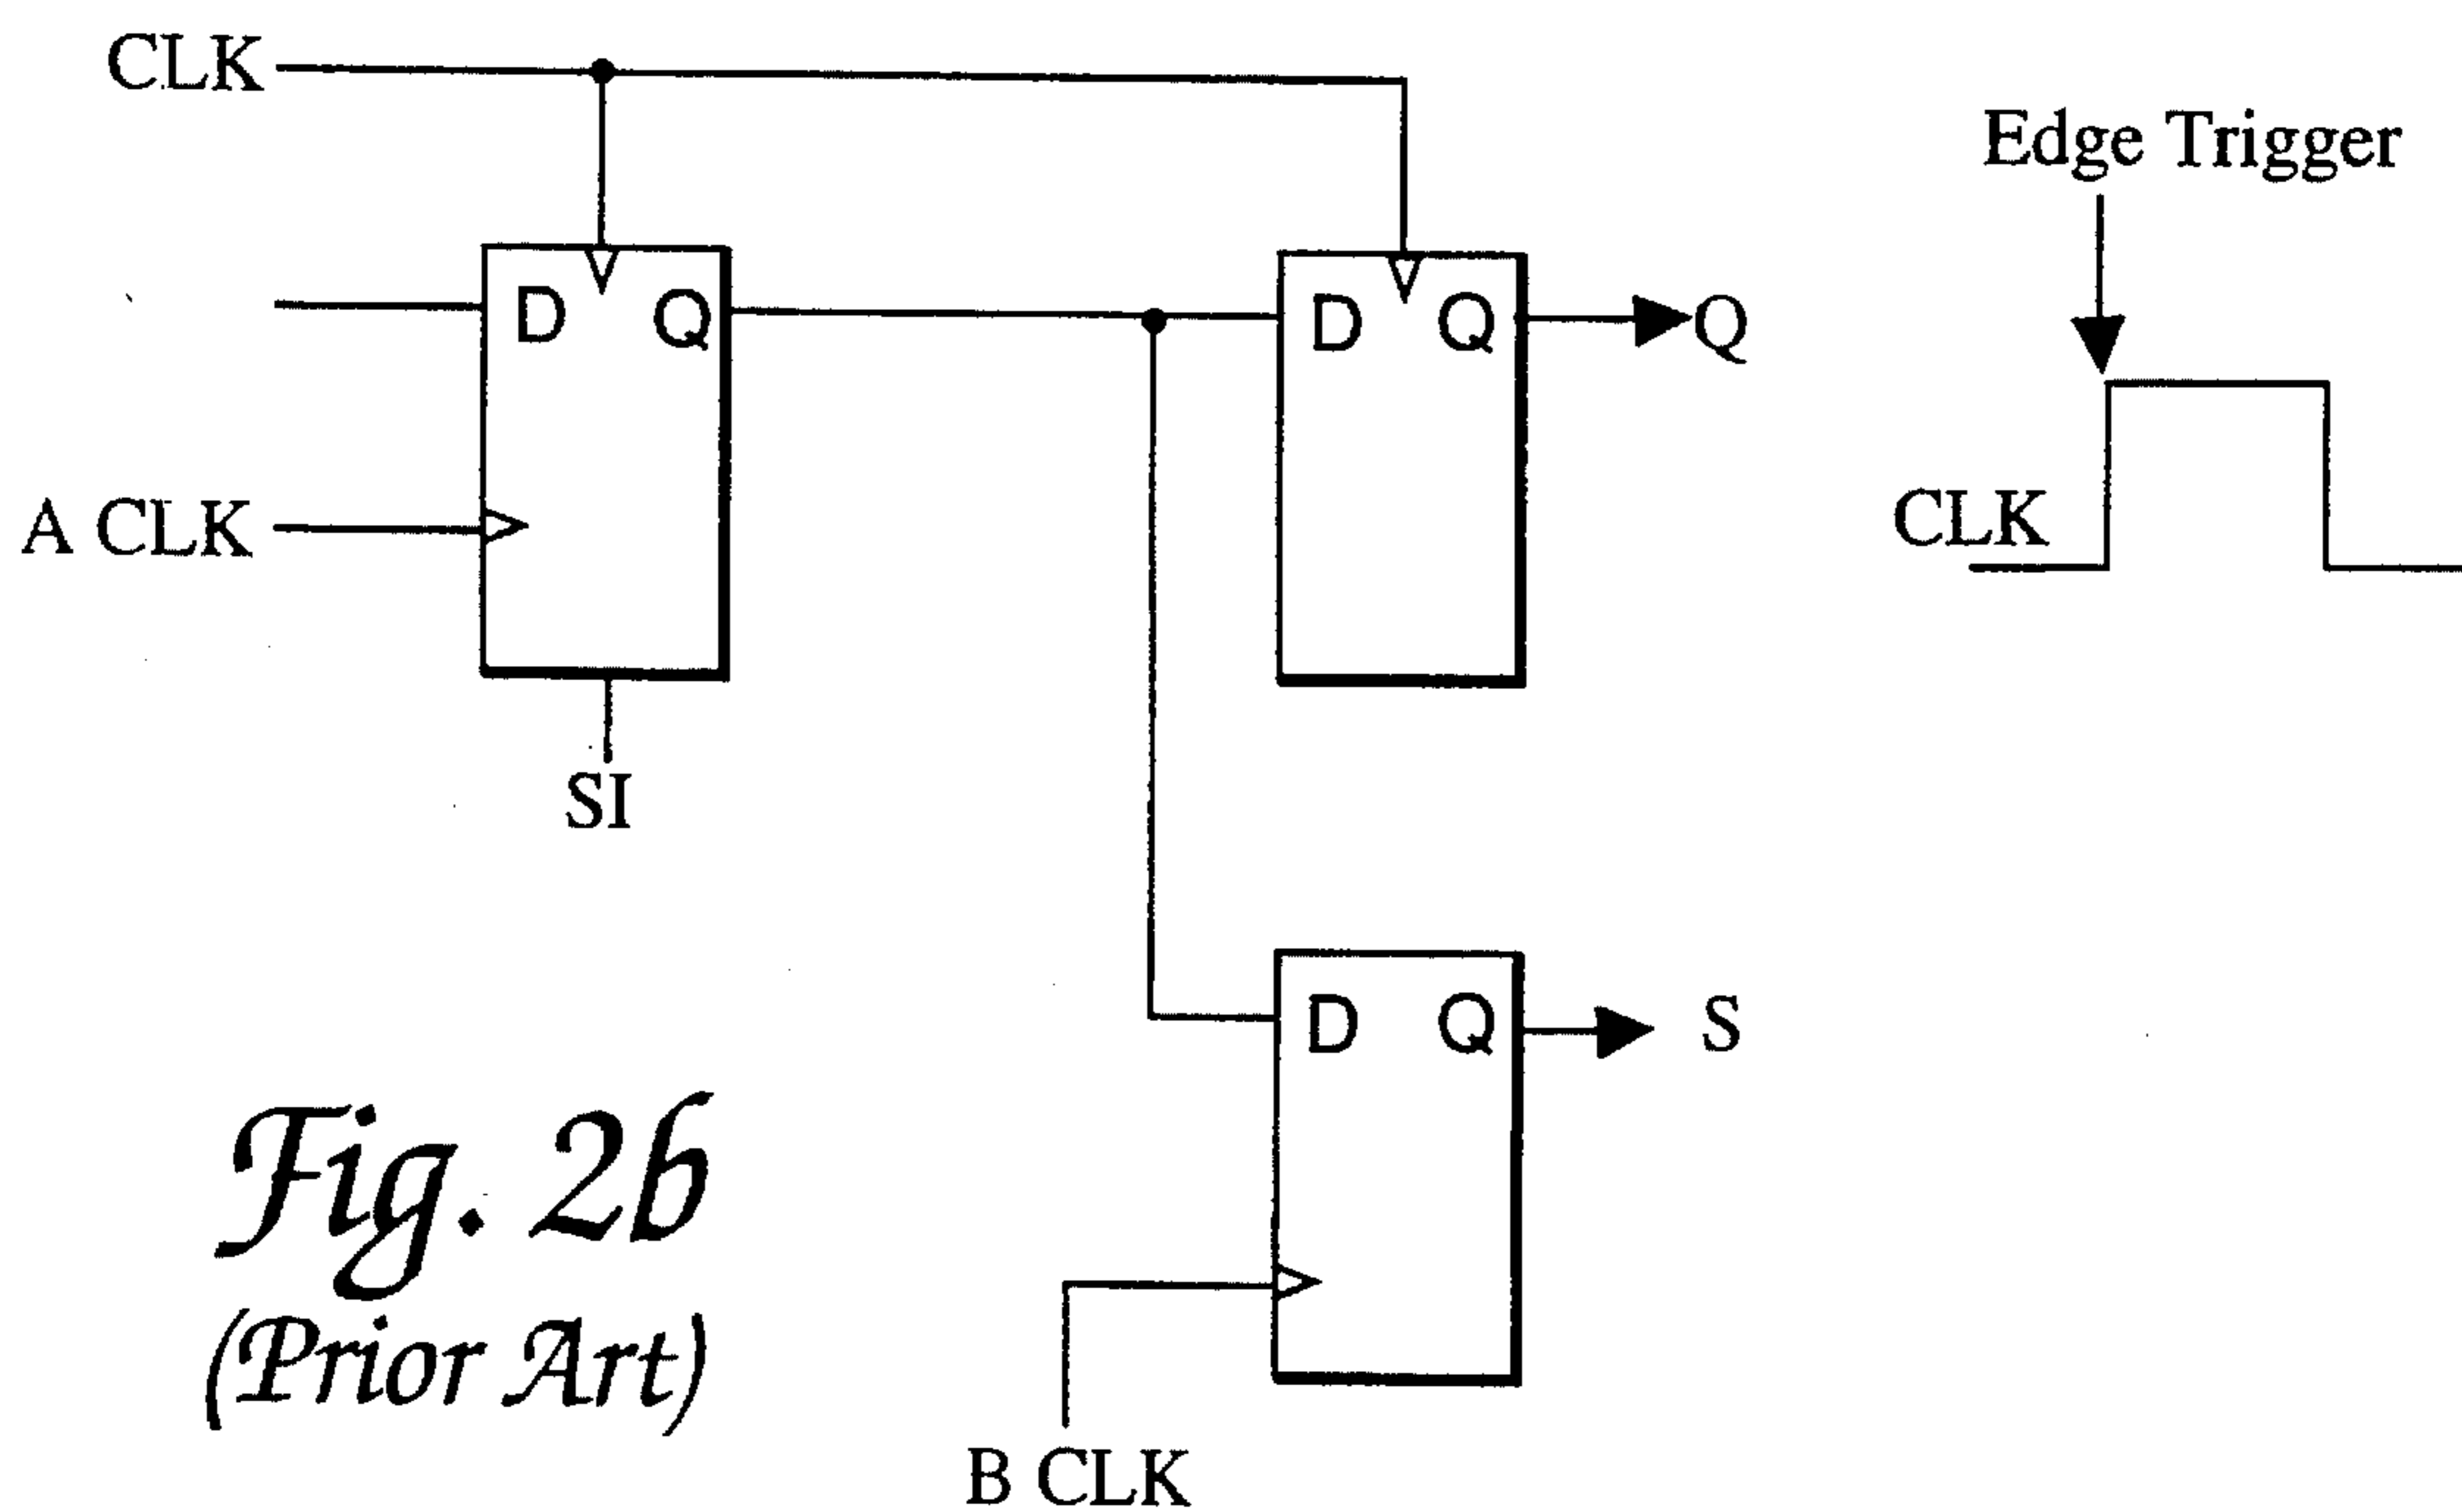 CLK
Edge Trigger
D Q
D Q
Q
A CLK
CLK
SI
D Q
S
Fig. 2b
(Prior Art)
B CLK